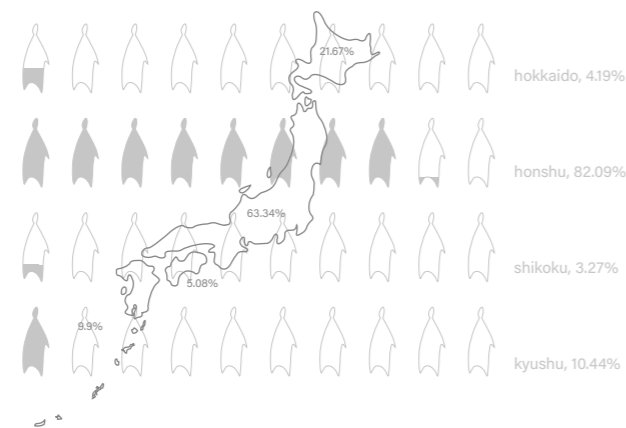 21.67%
hokkaido, 4.19%
honshu, 82.09%
63.34%
shikoku, 3.27%
5.08%
9.9%
kyushu, 10.44%